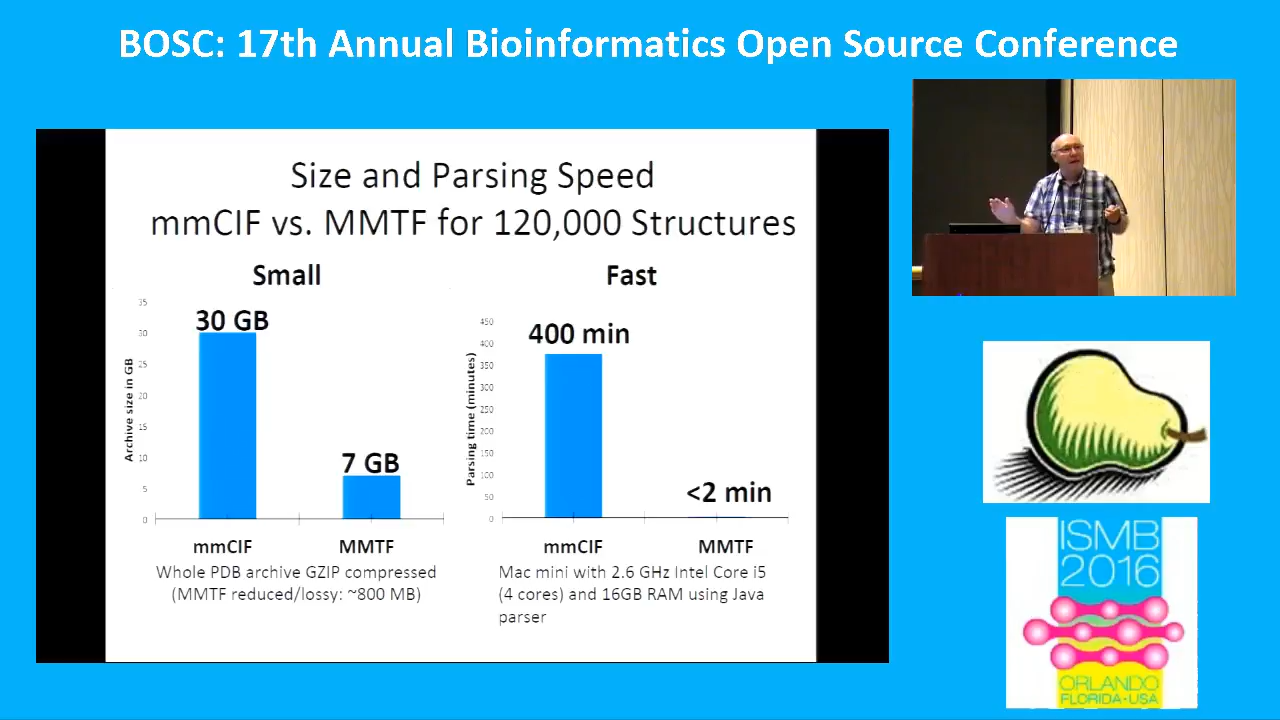 BOSC: 17th Annual Bioinformatics Open Source Conference
Size and Parsing Speed
mmCIF vs. MMTF for 120,000 Structures
Small
35
30
25
20
15
10
5
0
Archive size in GB
30 GB
7 GB
mmCIF
MMTF
Whole PDB archive GZIP compressed
(MMTF reduced/lossy: ~800 MB)
Fast
450
400
350
300
250
200
150
100
50
0
Parsing time (minutes)
400 min
<2 min
mmCIF
MMTF
Mac mini with 2.6 GHz Intel Core i5
(4 cores) and 16GB RAM using Java
parser
ISMB
2016
ORLANDO
FLORIDA·USA